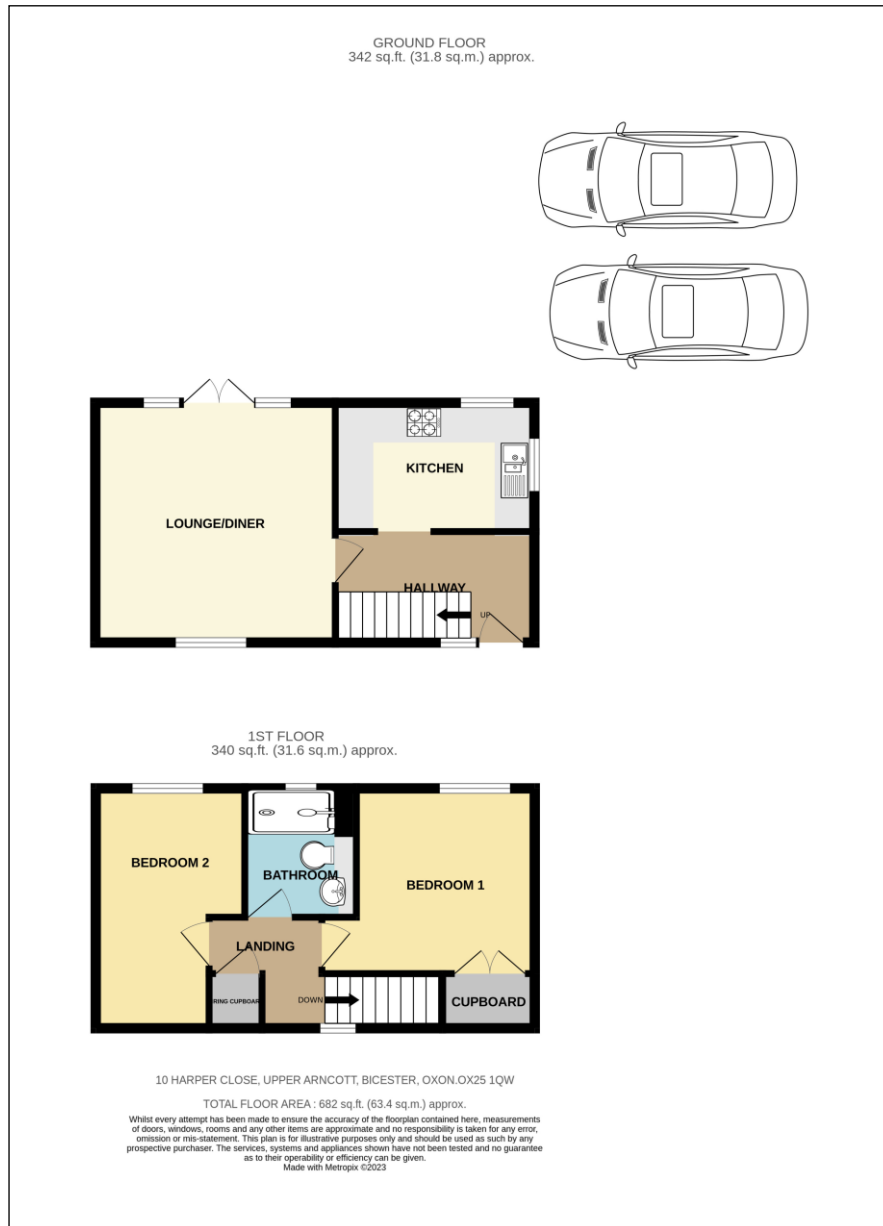 GROUND FLOOR
342 sq.ft. (31.8 sq.m.) approx.
KITCHEN
LOUNGE/DINER
HALLWAY
UP
1ST FLOOR
340 sq.ft. (31.6 sq.m.) approx.
BEDROOM 2
BATHROOM
BEDROOM 1
LANDING
DOWN
RING CUPBOAR
CUPBOARD
10 HARPER CLOSE, UPPER ARNCOTT, BICESTER, OXON.OX25 1QW
TOTAL FLOOR AREA : 682 sq.ft. (63.4 sq.m.) approx.
Whilst every attempt has been made to ensure the accuracy of the floorplan contained here, measurements
of doors, windows, rooms and any other items are approximate and no responsibility is taken for any error,
omission or mis-statement. This plan is for illustrative purposes only and should be used as such by any
prospective purchaser. The services, systems and appliances shown have not been tested and no guarantee
as to their operability or efficiency can be given.
Made with Metropix ©2023